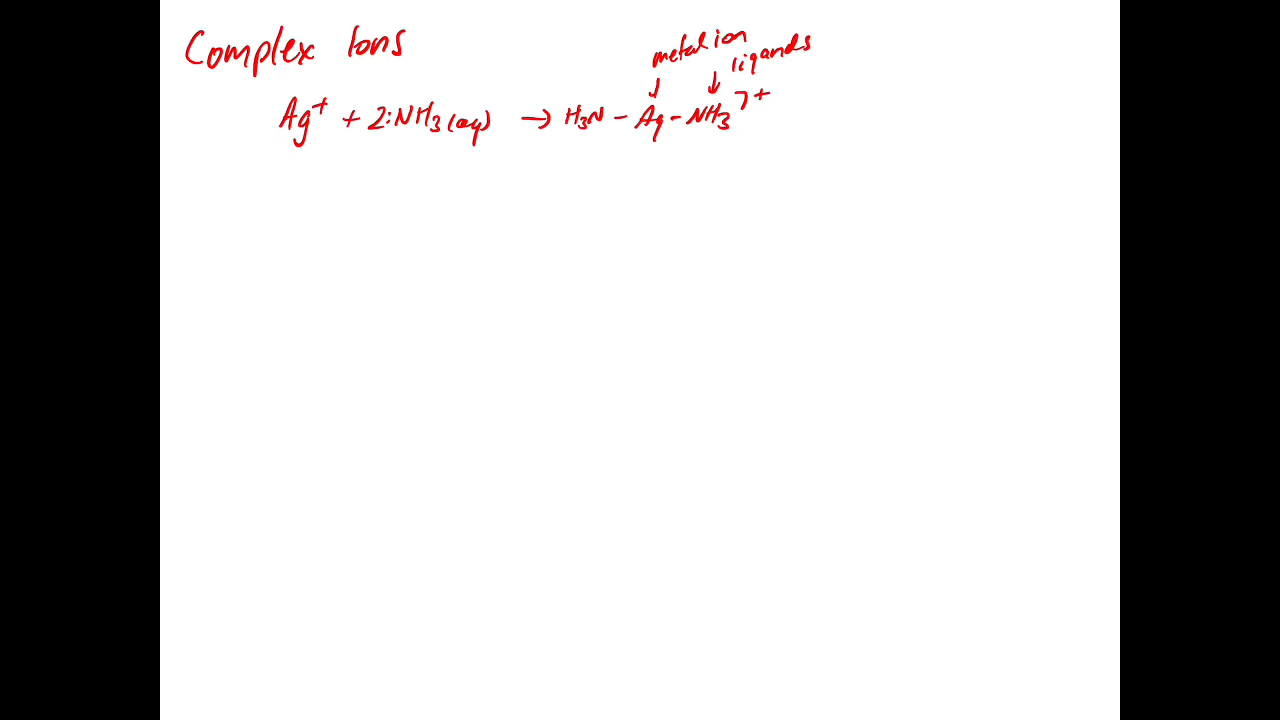 Complex Ions
metal ion
ligands
Ag⁺ + 2:NH₃(aq) → H₃N - Ag - NH₃ ⁊⁺